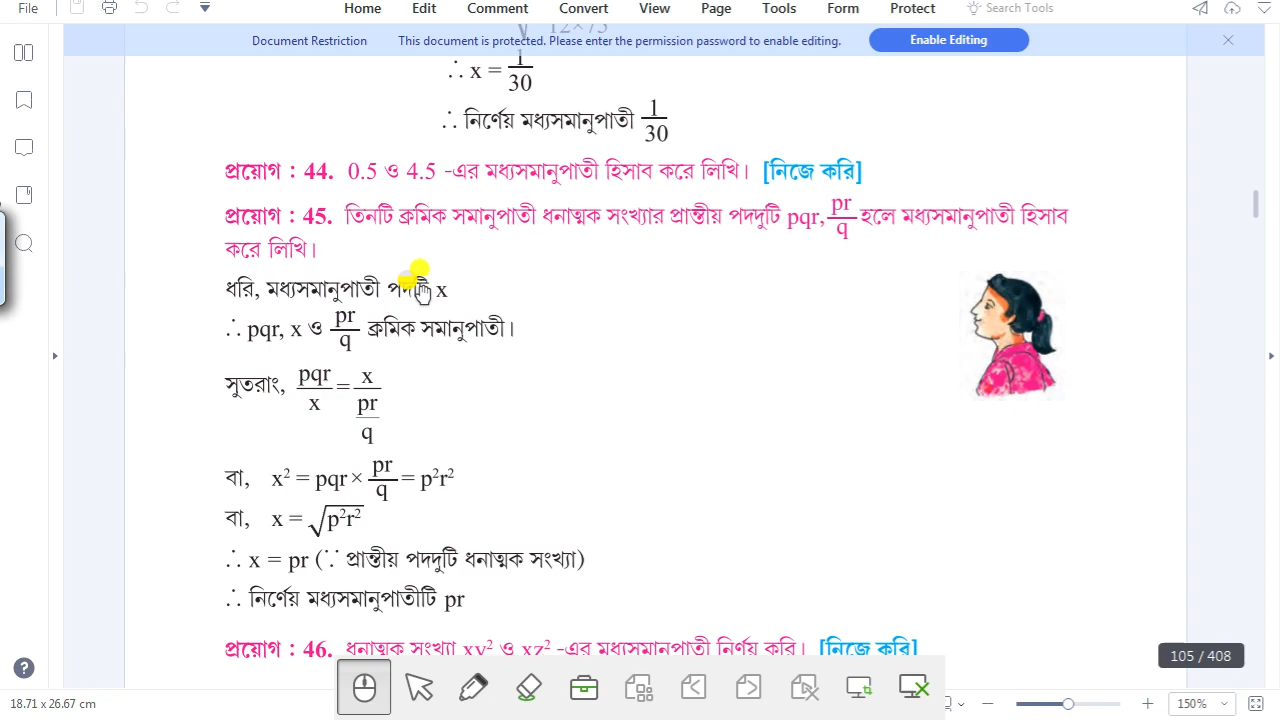 File Home Edit Comment Convert View Page Tools Form Protect Search Tools
Document Restriction This document is protected. Please enter the permission password to enable editing. Enable Editing
12×75
∴ x = 1/30
∴ নির্ণেয় মধ্যসমানুপাতী 1/30
প্রয়োগ : 44. 0.5 ও 4.5 -এর মধ্যসমানুপাতী হিসাব করে লিখি। [নিজে করি]
প্রয়োগ : 45. তিনটি ক্রমিক সমানুপাতী ধনাত্মক সংখ্যার প্রান্তীয় পদদুটি pqr, pr/q হলে মধ্যসমানুপাতী হিসাব
করে লিখি।
ধরি, মধ্যসমানুপাতী পদটি x
∴ pqr, x ও pr/q ক্রমিক সমানুপাতী।
সুতরাং, pqr/x = x/(pr/q)
বা, x² = pqr × pr/q = p²r²
বা, x = √p²r²
∴ x = pr (∵ প্রান্তীয় পদদুটি ধনাত্মক সংখ্যা)
∴ নির্ণেয় মধ্যসমানুপাতীটি pr
প্রয়োগ : 46. ধনাত্মক সংখ্যা xy² ও xz² -এর মধ্যসমানুপাতী নির্ণয় করি। [নিজে করি]
105 / 408
18.71 x 26.67 cm 150%